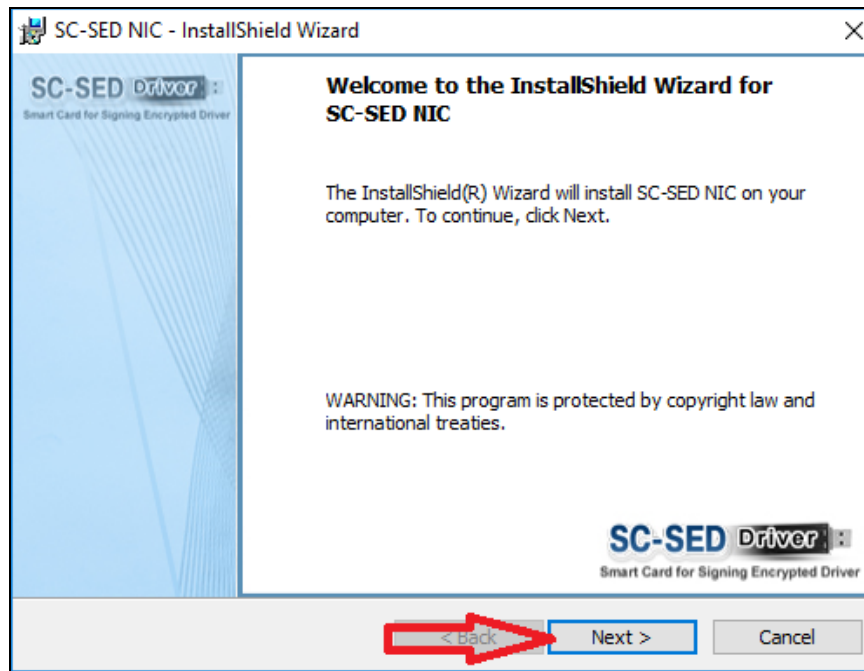 SC-SED NIC - InstallShield Wizard
SC-SED Driver
Smart Card for Signing Encrypted Driver
Welcome to the InstallShield Wizard for
SC-SED NIC
The InstallShield(R) Wizard will install SC-SED NIC on your
computer. To continue, click Next.
WARNING: This program is protected by copyright law and
international treaties.
SC-SED Driver
Smart Card for Signing Encrypted Driver
< Back
Next >
Cancel